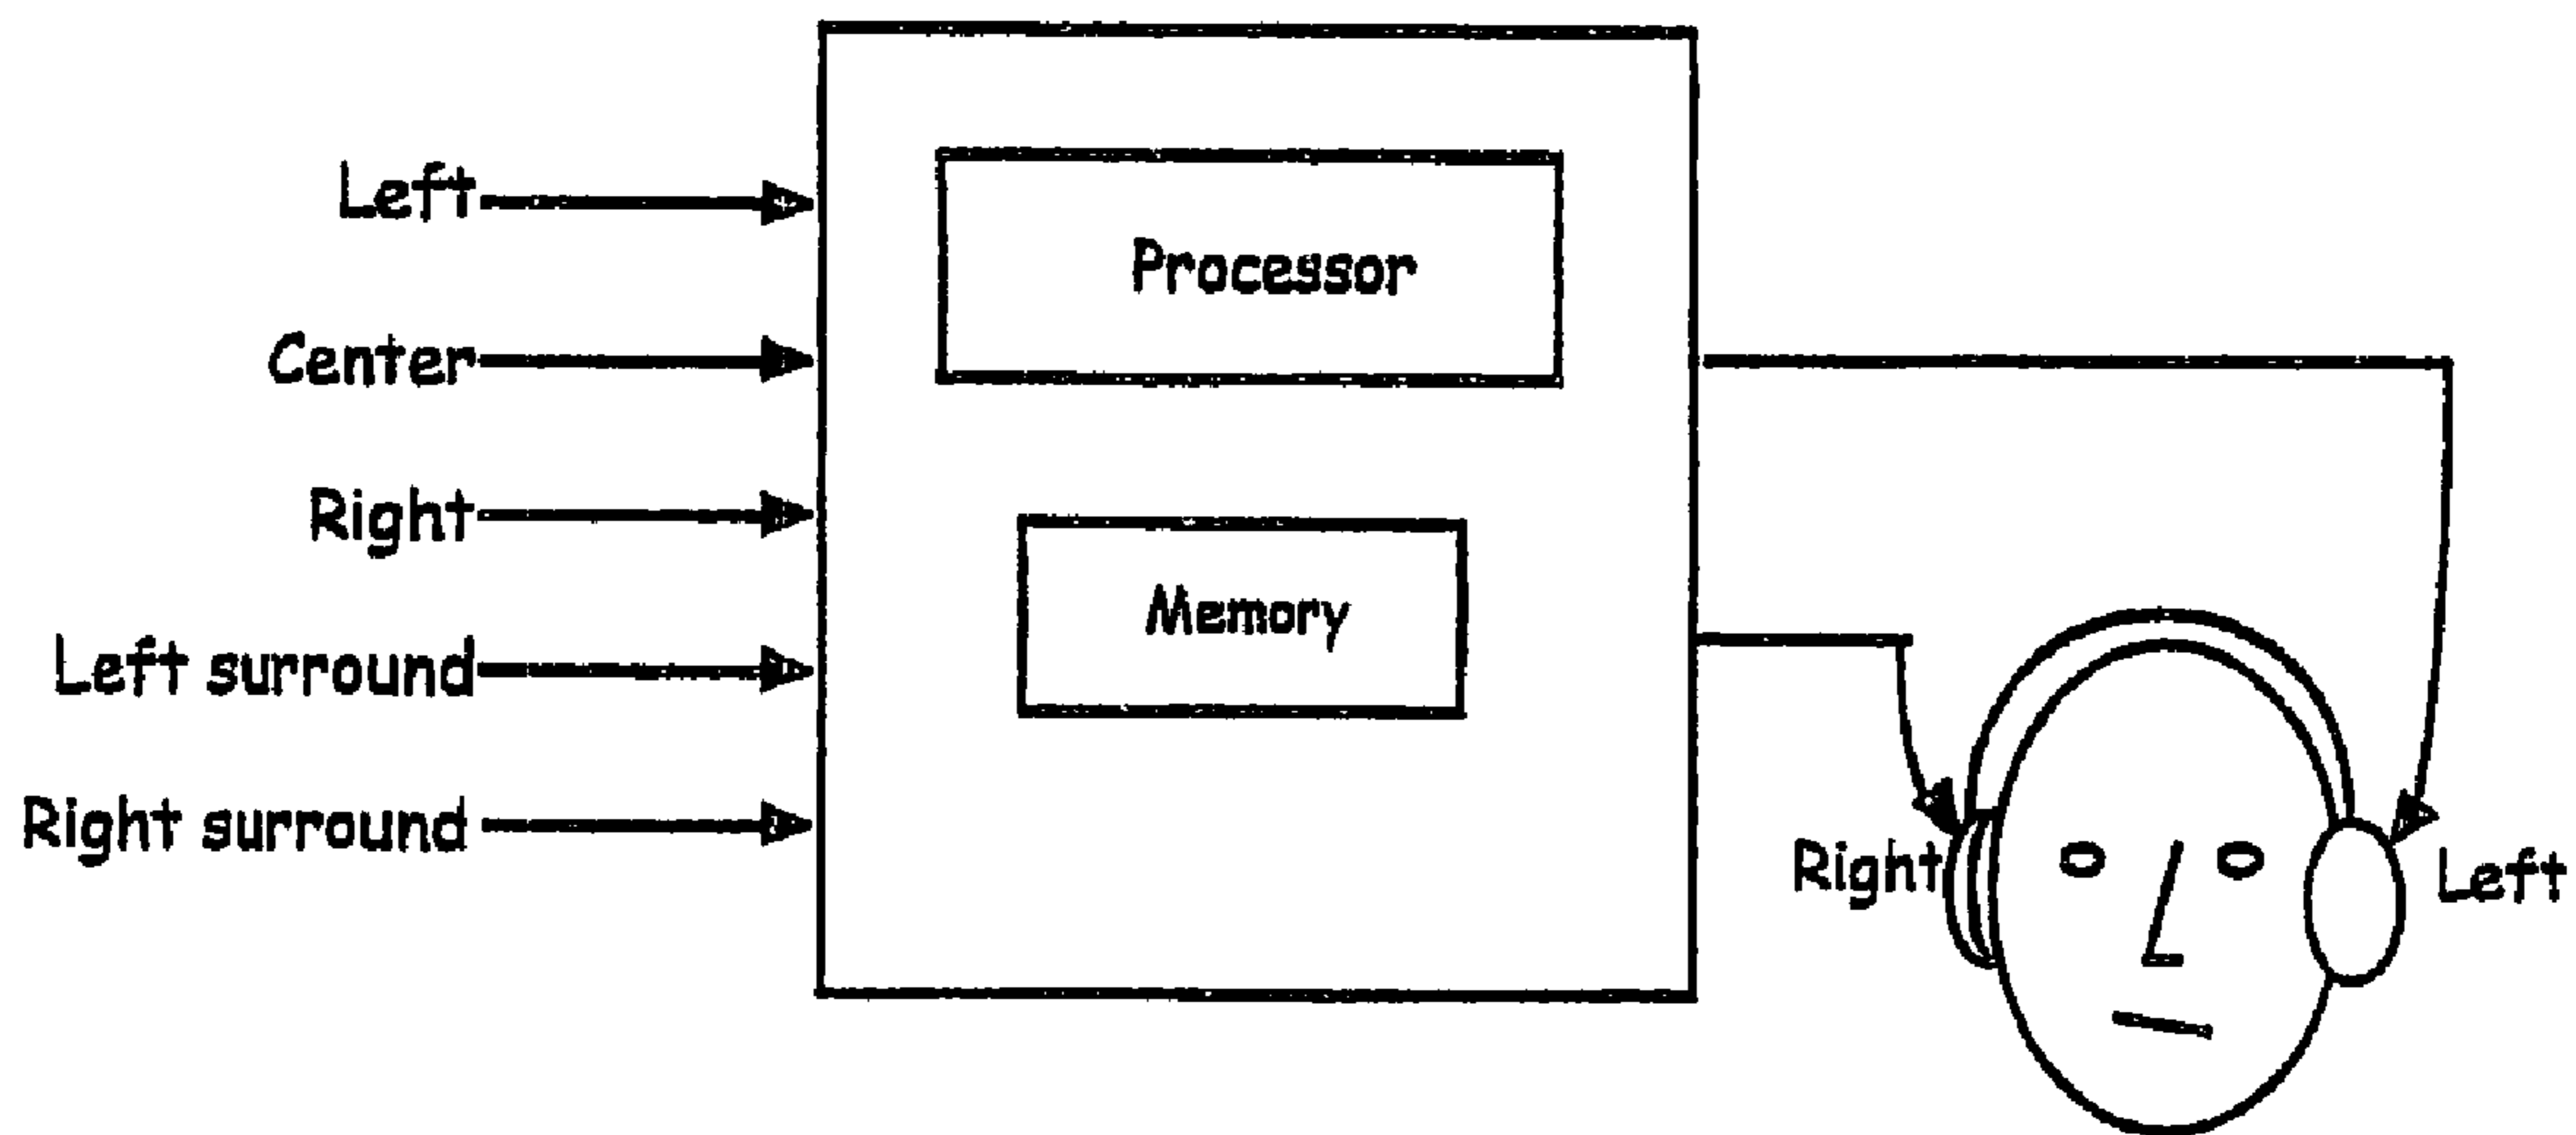 Left
Center
Right
Left surround
Right surround
Processor
Memory
Right
Left